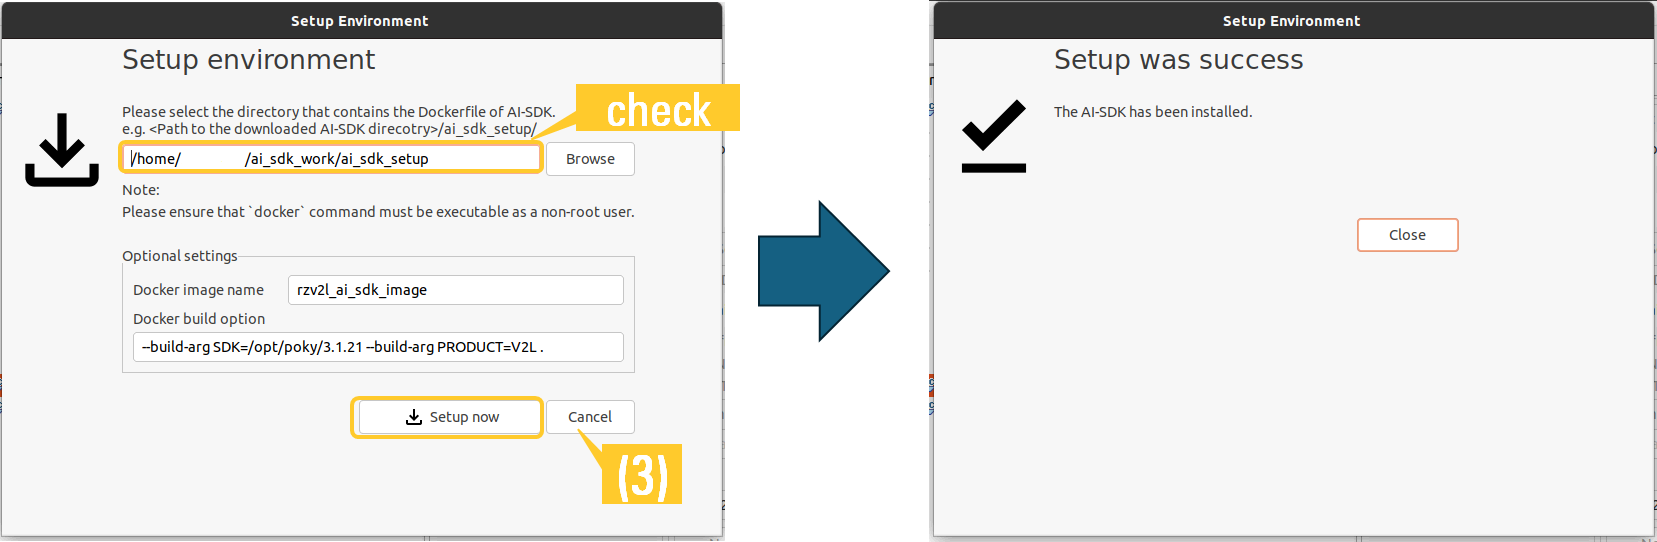 Setup Environment
Setup environment
Please select the directory that contains the Dockerfile of AI-SDK.
e.g. <Path to the downloaded AI-SDK direcotry>/ai_sdk_setup/
check
/home/ /ai_sdk_work/ai_sdk_setup
Browse
Note:
Please ensure that `docker` command must be executable as a non-root user.
Optional settings
Docker image name
rzv2l_ai_sdk_image
Docker build option
--build-arg SDK=/opt/poky/3.1.21 --build-arg PRODUCT=V2L .
Setup now
Cancel
(3)
Setup Environment
Setup was success
The AI-SDK has been installed.
Close